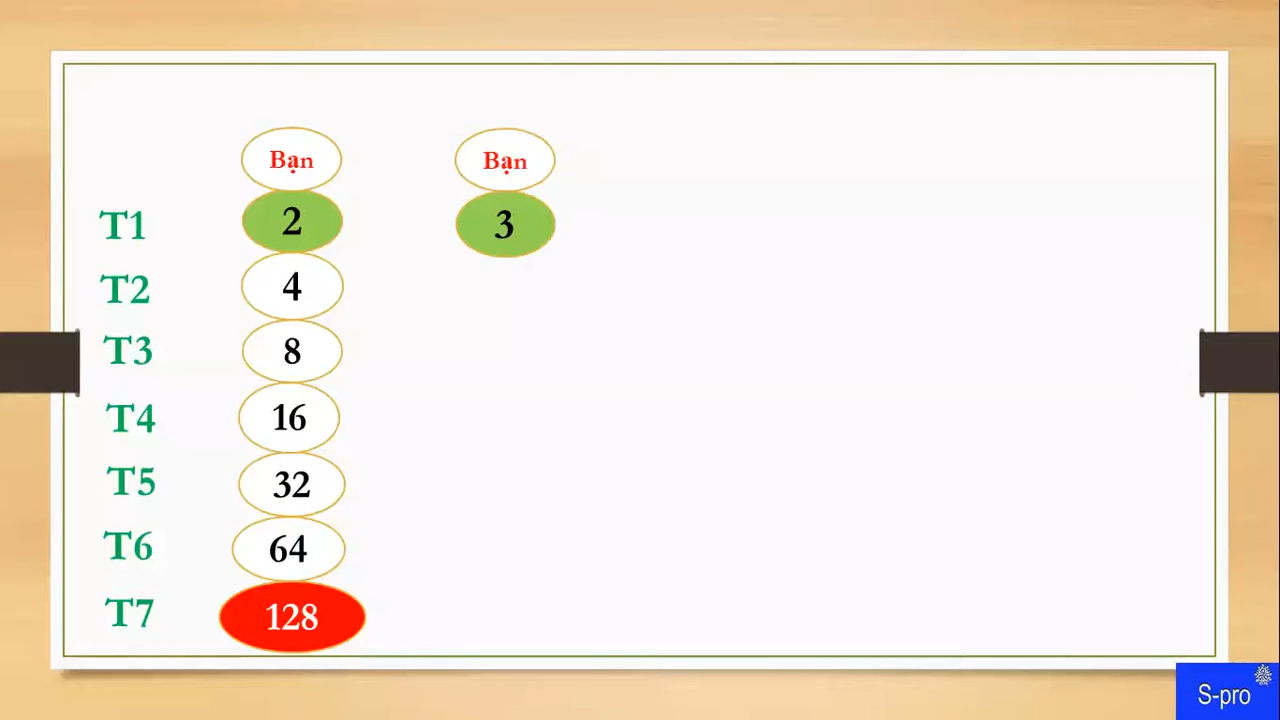 Bạn Bạn
T1 2 3
T2 4
T3 8
T4 16
T5 32
T6 64
T7 128
S-pro